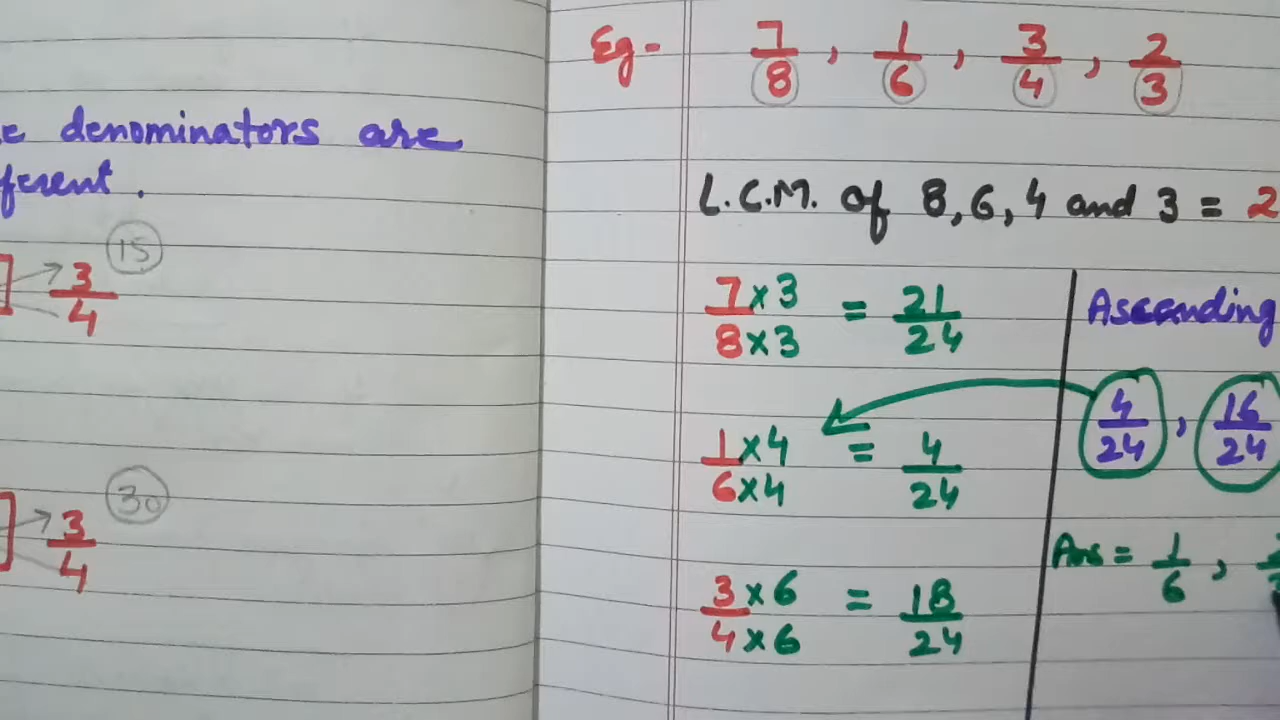 denominators are
ferent.
15
3/4
30
3/4
Eg- 7/8, 1/6, 3/4, 2/3
L.C.M. of 8, 6, 4 and 3 = 2
7×3/8×3 = 21/24
1×4/6×4 = 4/24
3×6/4×6 = 18/24
Ascending
4/24, 16/24
Ans = 1/6,